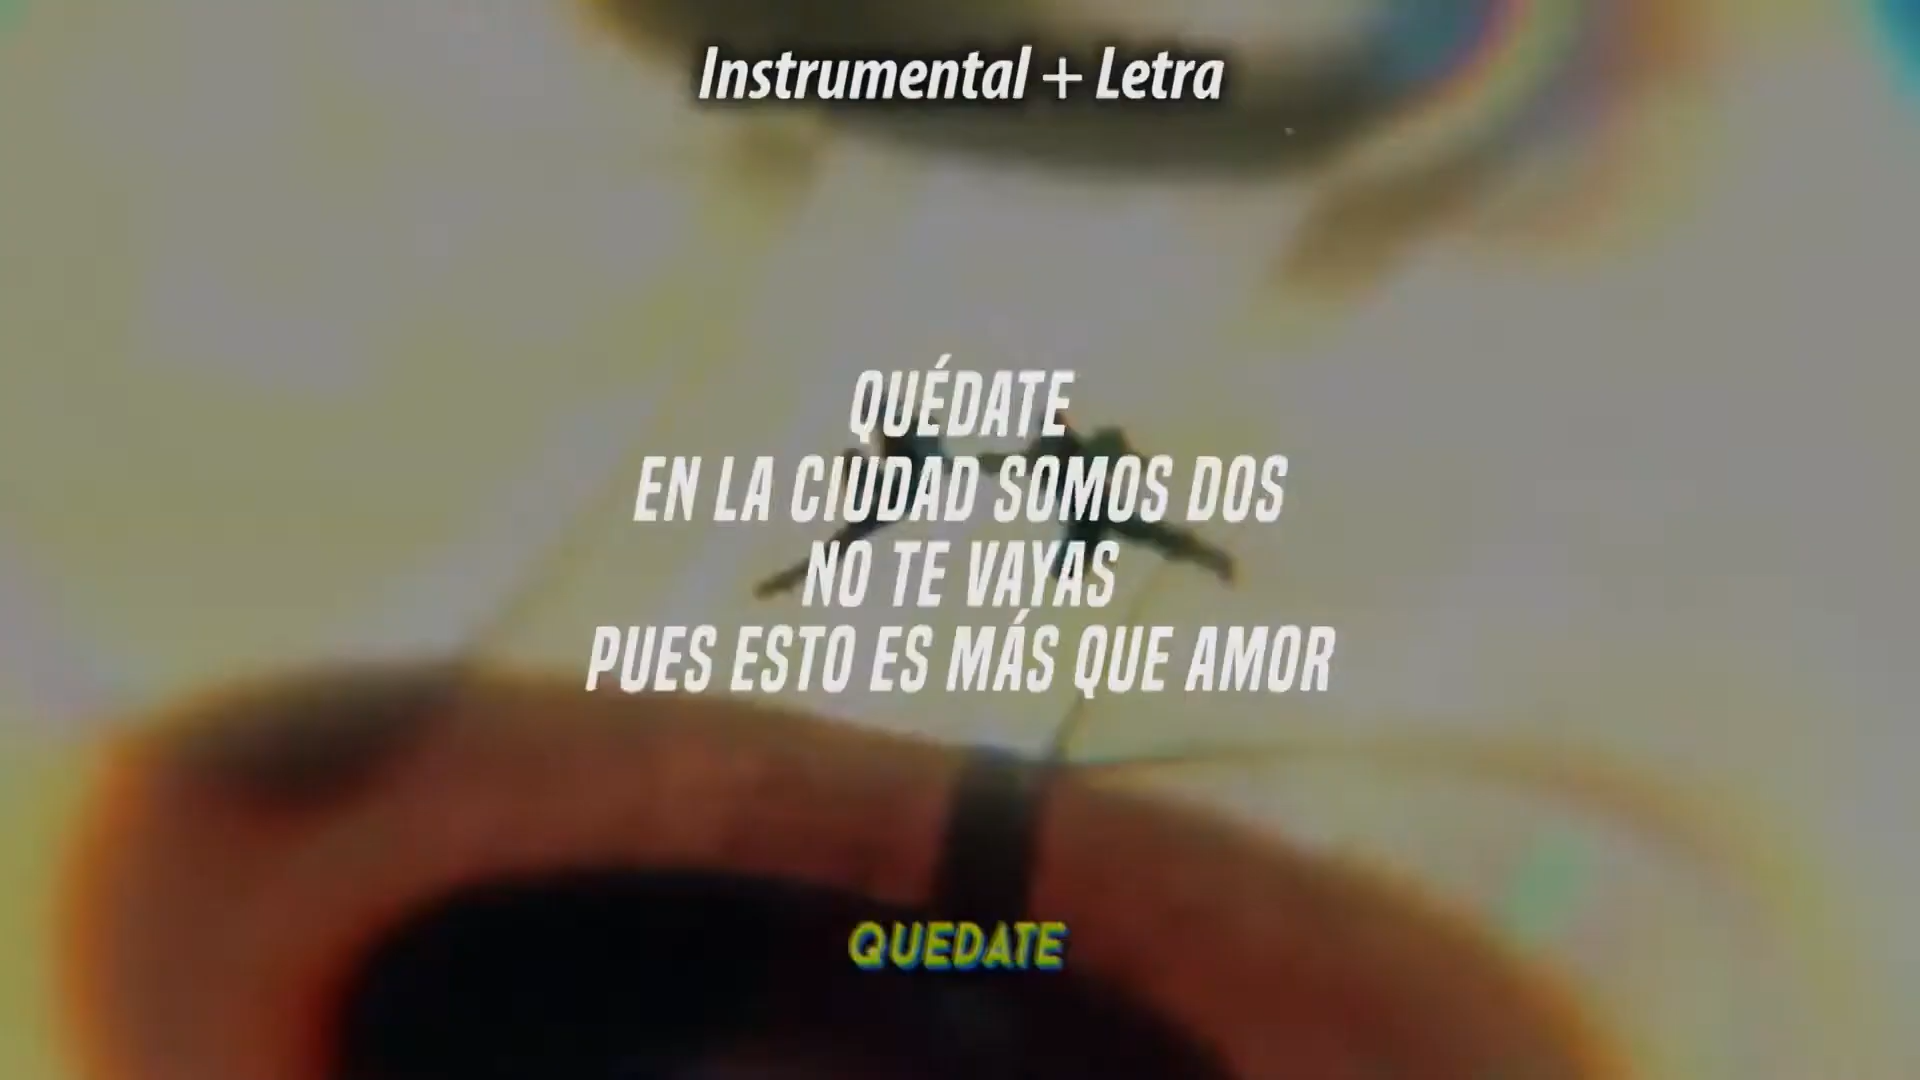 Instrumental + Letra
QUÉDATE
EN LA CIUDAD SOMOS DOS
NO TE VAYAS
PUES ESTO ES MÁS QUE AMOR
QUEDATE